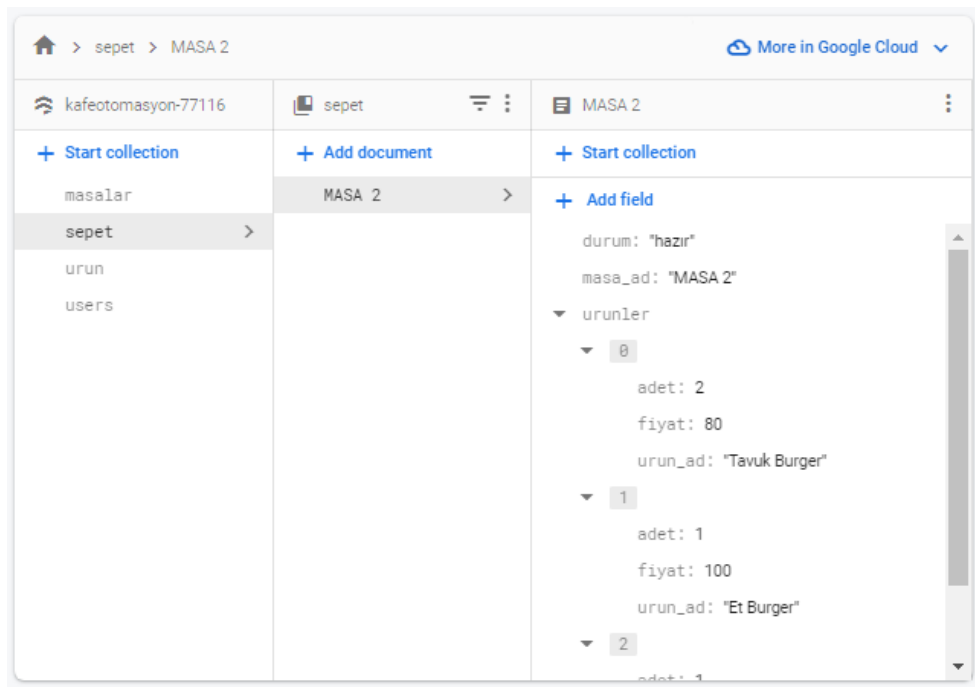 sepet > MASA 2
More in Google Cloud
kafeotomasyon-77116
sepet
MASA 2
+ Start collection
+ Add document
+ Start collection
masalar
sepet
urun
users
MASA 2
+ Add field
durum: "hazır"
masa_ad: "MASA 2"
urunler
0
adet: 2
fiyat: 80
urun_ad: "Tavuk Burger"
1
adet: 1
fiyat: 100
urun_ad: "Et Burger"
2
adet: 1